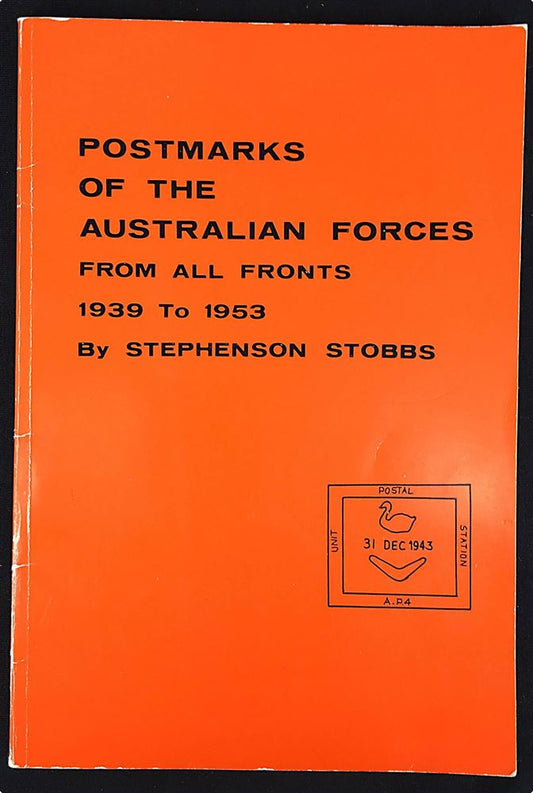 POSTMARKS
OF THE
AUSTRALIAN FORCES
FROM ALL FRONTS
1939 To 1953
By STEPHENSON STOBBS
POSTAL
UNIT
31 DEC 1943
STATION
A.P.4